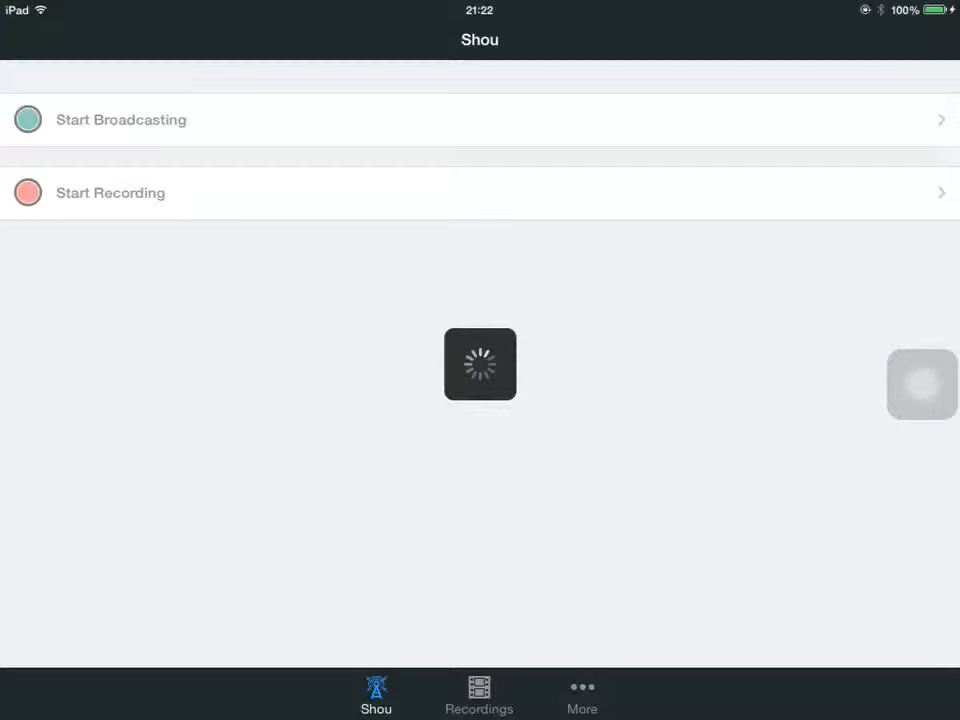 iPad 21:22 100%
Shou
Start Broadcasting
Start Recording
Shou Recordings More